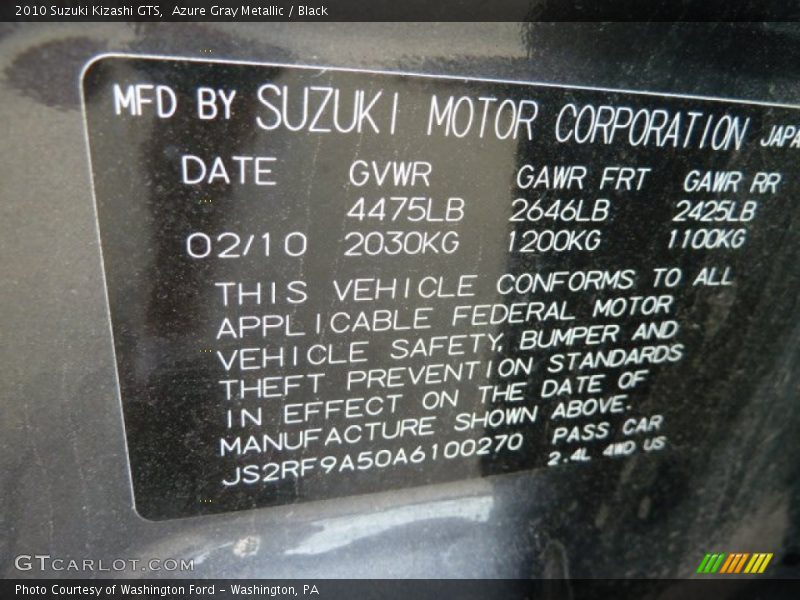 2010 Suzuki Kizashi GTS,  Azure Gray Metallic / Black
MFD BY SUZUKI MOTOR CORPORATION JAPA
DATE GVWR GAWR FRT GAWR RR
4475LB 2646LB 2425LB
02/10 2030KG 1200KG 1100KG
THIS VEHICLE CONFORMS TO ALL
APPLICABLE FEDERAL MOTOR
VEHICLE SAFETY, BUMPER AND
THEFT PREVENTION STANDARDS
IN EFFECT ON THE DATE OF
MANUFACTURE SHOWN ABOVE.
JS2RF9A50A6100270 PASS CAR
2.4L 4WD US
GTCARLOT.COM
Photo Courtesy of Washington Ford - Washington, PA